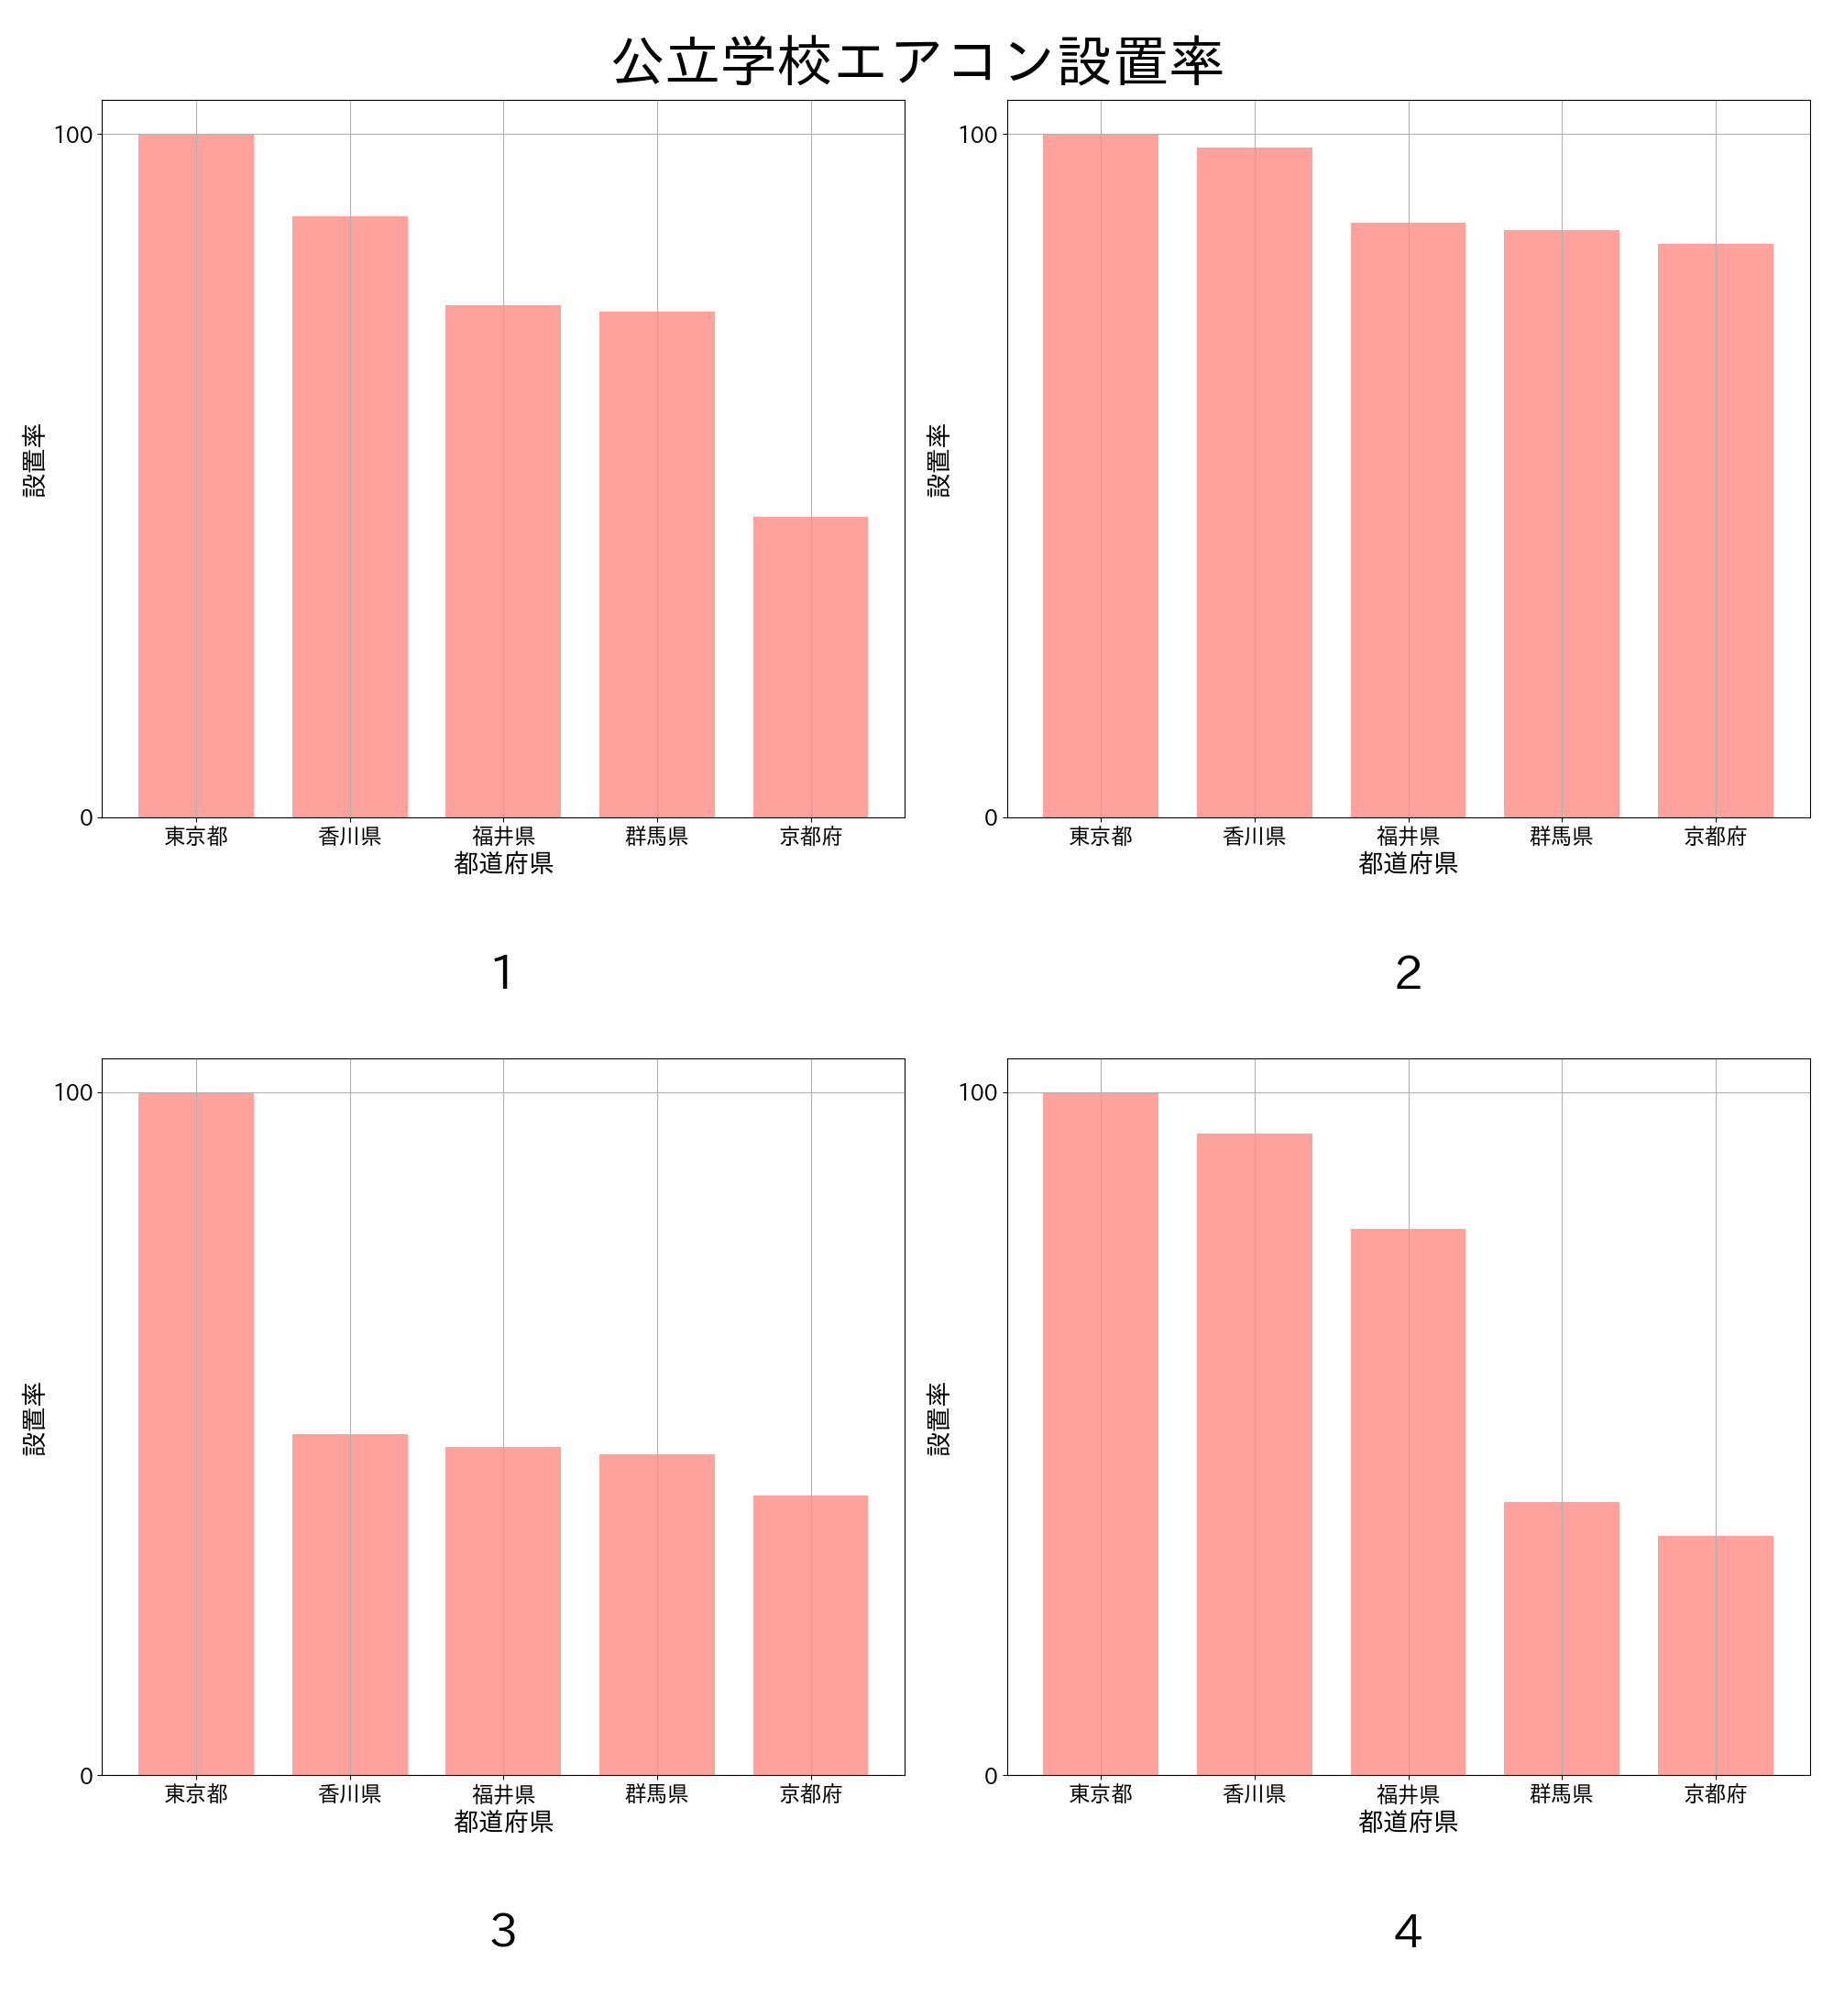 公立学校エアコン設置率
100
0
設置率
東京都 香川県 福井県 群馬県 京都府
都道府県
1
100
0
設置率
東京都 香川県 福井県 群馬県 京都府
都道府県
2
100
0
設置率
東京都 香川県 福井県 群馬県 京都府
都道府県
3
100
0
設置率
東京都 香川県 福井県 群馬県 京都府
都道府県
4